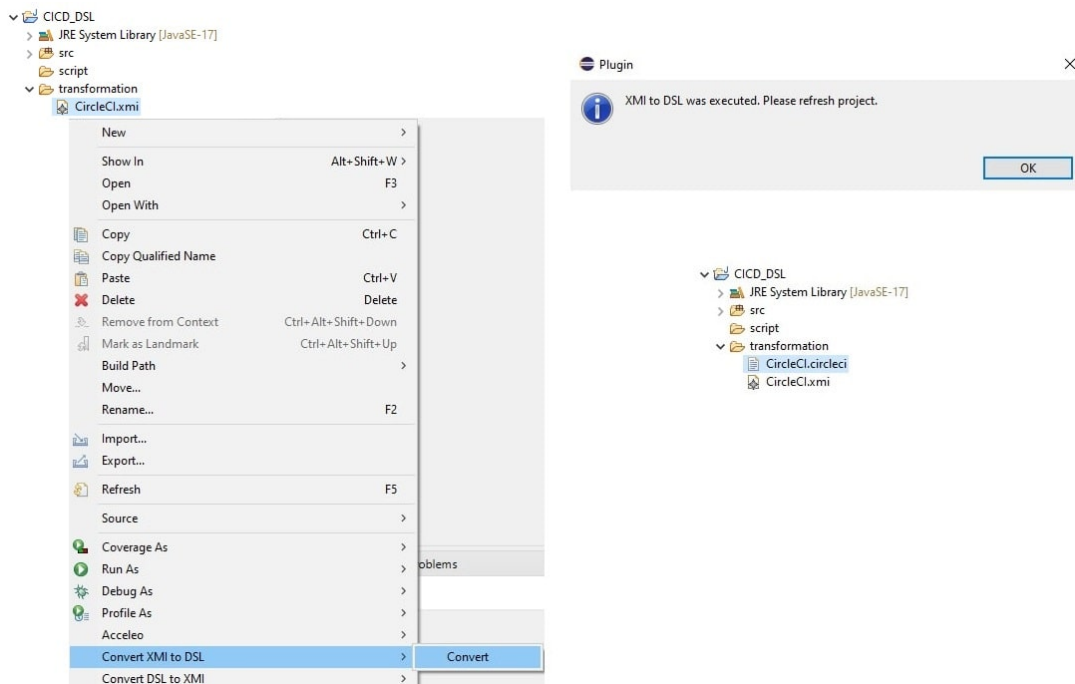 CICD_DSL
JRE System Library [JavaSE-17]
src
script
transformation
CircleCI.xmi
New
Show In Alt+Shift+W
Open F3
Open With
Copy Ctrl+C
Copy Qualified Name
Paste Ctrl+V
Delete Delete
Remove from Context Ctrl+Alt+Shift+Down
Mark as Landmark Ctrl+Alt+Shift+Up
Build Path
Move...
Rename... F2
Import...
Export...
Refresh F5
Source
Coverage As
Run As
Debug As
Profile As
Acceleo
Convert XMI to DSL
Convert DSL to XMI
Convert
oblems
Plugin
XMI to DSL was executed. Please refresh project.
OK
CICD_DSL
JRE System Library [JavaSE-17]
src
script
transformation
CircleCI.circleci
CircleCI.xmi